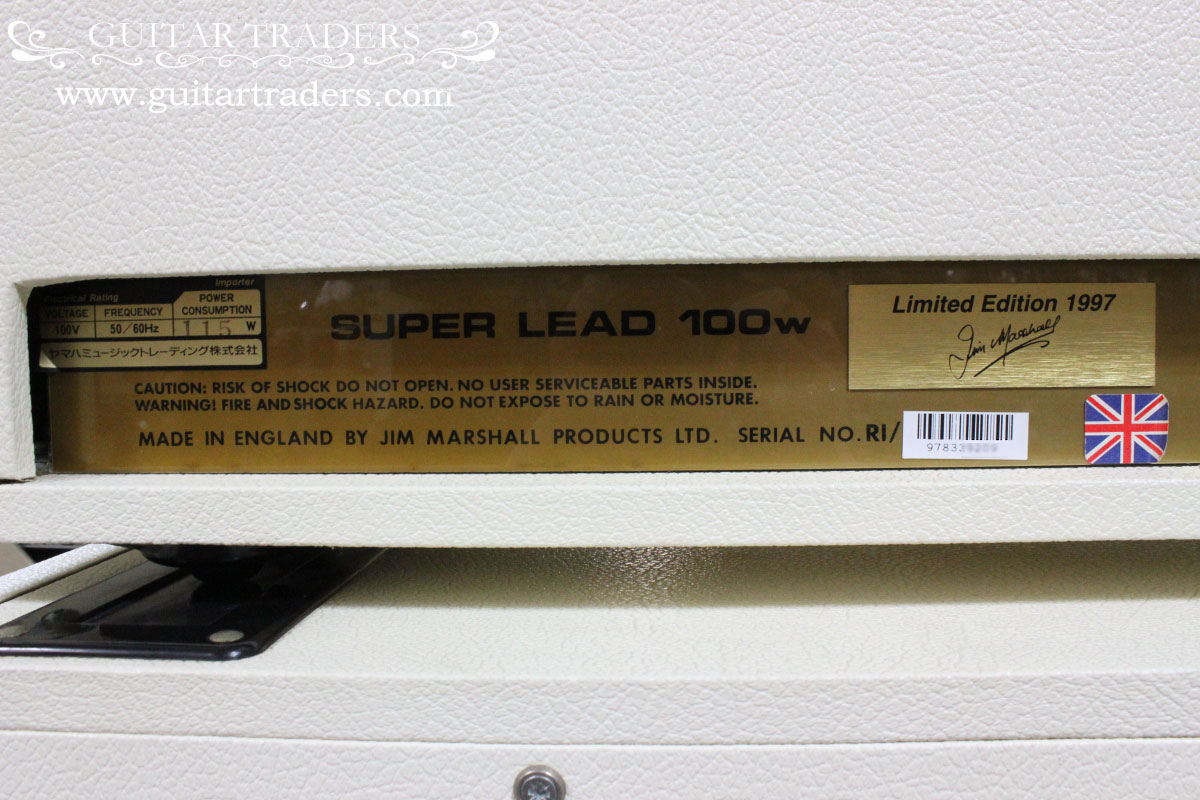 GUITAR TRADERS
www.guitartraders.com
Importer
Electrical Rating
VOLTAGE FREQUENCY POWER CONSUMPTION
100V 50/60Hz 115 W
ヤマハミュージックトレーディング株式会社
SUPER LEAD 100w
Limited Edition 1997
Jim Marshall
CAUTION: RISK OF SHOCK DO NOT OPEN. NO USER SERVICEABLE PARTS INSIDE.
WARNING! FIRE AND SHOCK HAZARD. DO NOT EXPOSE TO RAIN OR MOISTURE.
MADE IN ENGLAND BY JIM MARSHALL PRODUCTS LTD. SERIAL NO. RI/